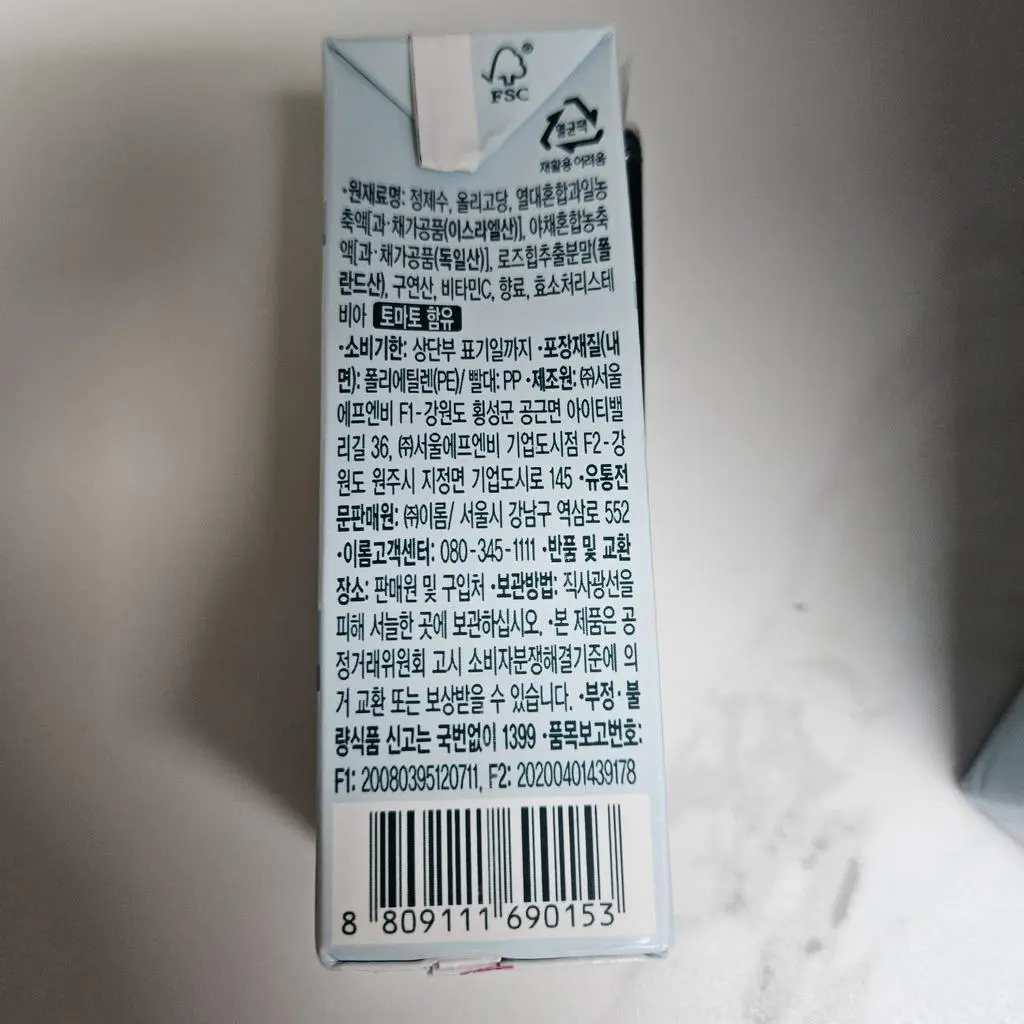 FSC®
멸균팩
재활용 어려움
·원재료명: 정제수, 올리고당, 열대혼합과일농
축액[과·채가공품(이스라엘산)], 야채혼합농축
액[과·채가공품(독일산)], 로즈힙추출분말(폴
란드산), 구연산, 비타민C, 향료, 효소처리스테
비아 토마토 함유
·소비기한: 상단부 표기일까지 ·포장재질(내
면): 폴리에틸렌(PE)/ 빨대: PP ·제조원: ㈜서울
에프엔비 F1-강원도 횡성군 공근면 아이티밸
리길 36, ㈜서울에프엔비 기업도시점 F2-강
원도 원주시 지정면 기업도시로 145 ·유통전
문판매원: ㈜이롬/ 서울시 강남구 역삼로 552
·이롬고객센터: 080-345-1111 ·반품 및 교환
장소: 판매원 및 구입처 ·보관방법: 직사광선을
피해 서늘한 곳에 보관하십시오. ·본 제품은 공
정거래위원회 고시 소비자분쟁해결기준에 의
거 교환 또는 보상받을 수 있습니다. ·부정·불
량식품 신고는 국번없이 1399 ·품목보고번호:
F1: 20080395120711, F2: 20200401439178
8 809111 690153